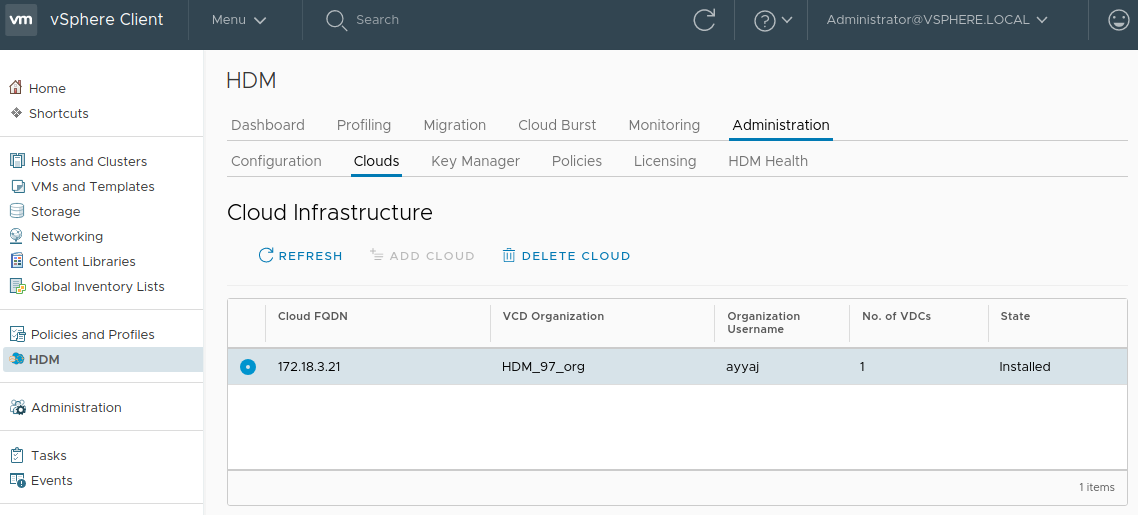 vm vSphere Client Menu Search Administrator@VSPHERE.LOCAL
Home
Shortcuts
Hosts and Clusters
VMs and Templates
Storage
Networking
Content Libraries
Global Inventory Lists
Policies and Profiles
HDM
Administration
Tasks
Events
HDM
Dashboard Profiling Migration Cloud Burst Monitoring Administration
Configuration Clouds Key Manager Policies Licensing HDM Health
Cloud Infrastructure
REFRESH ADD CLOUD DELETE CLOUD
Cloud FQDN VCD Organization Organization Username No. of VDCs State
172.18.3.21 HDM_97_org ayyaj 1 Installed
1 items